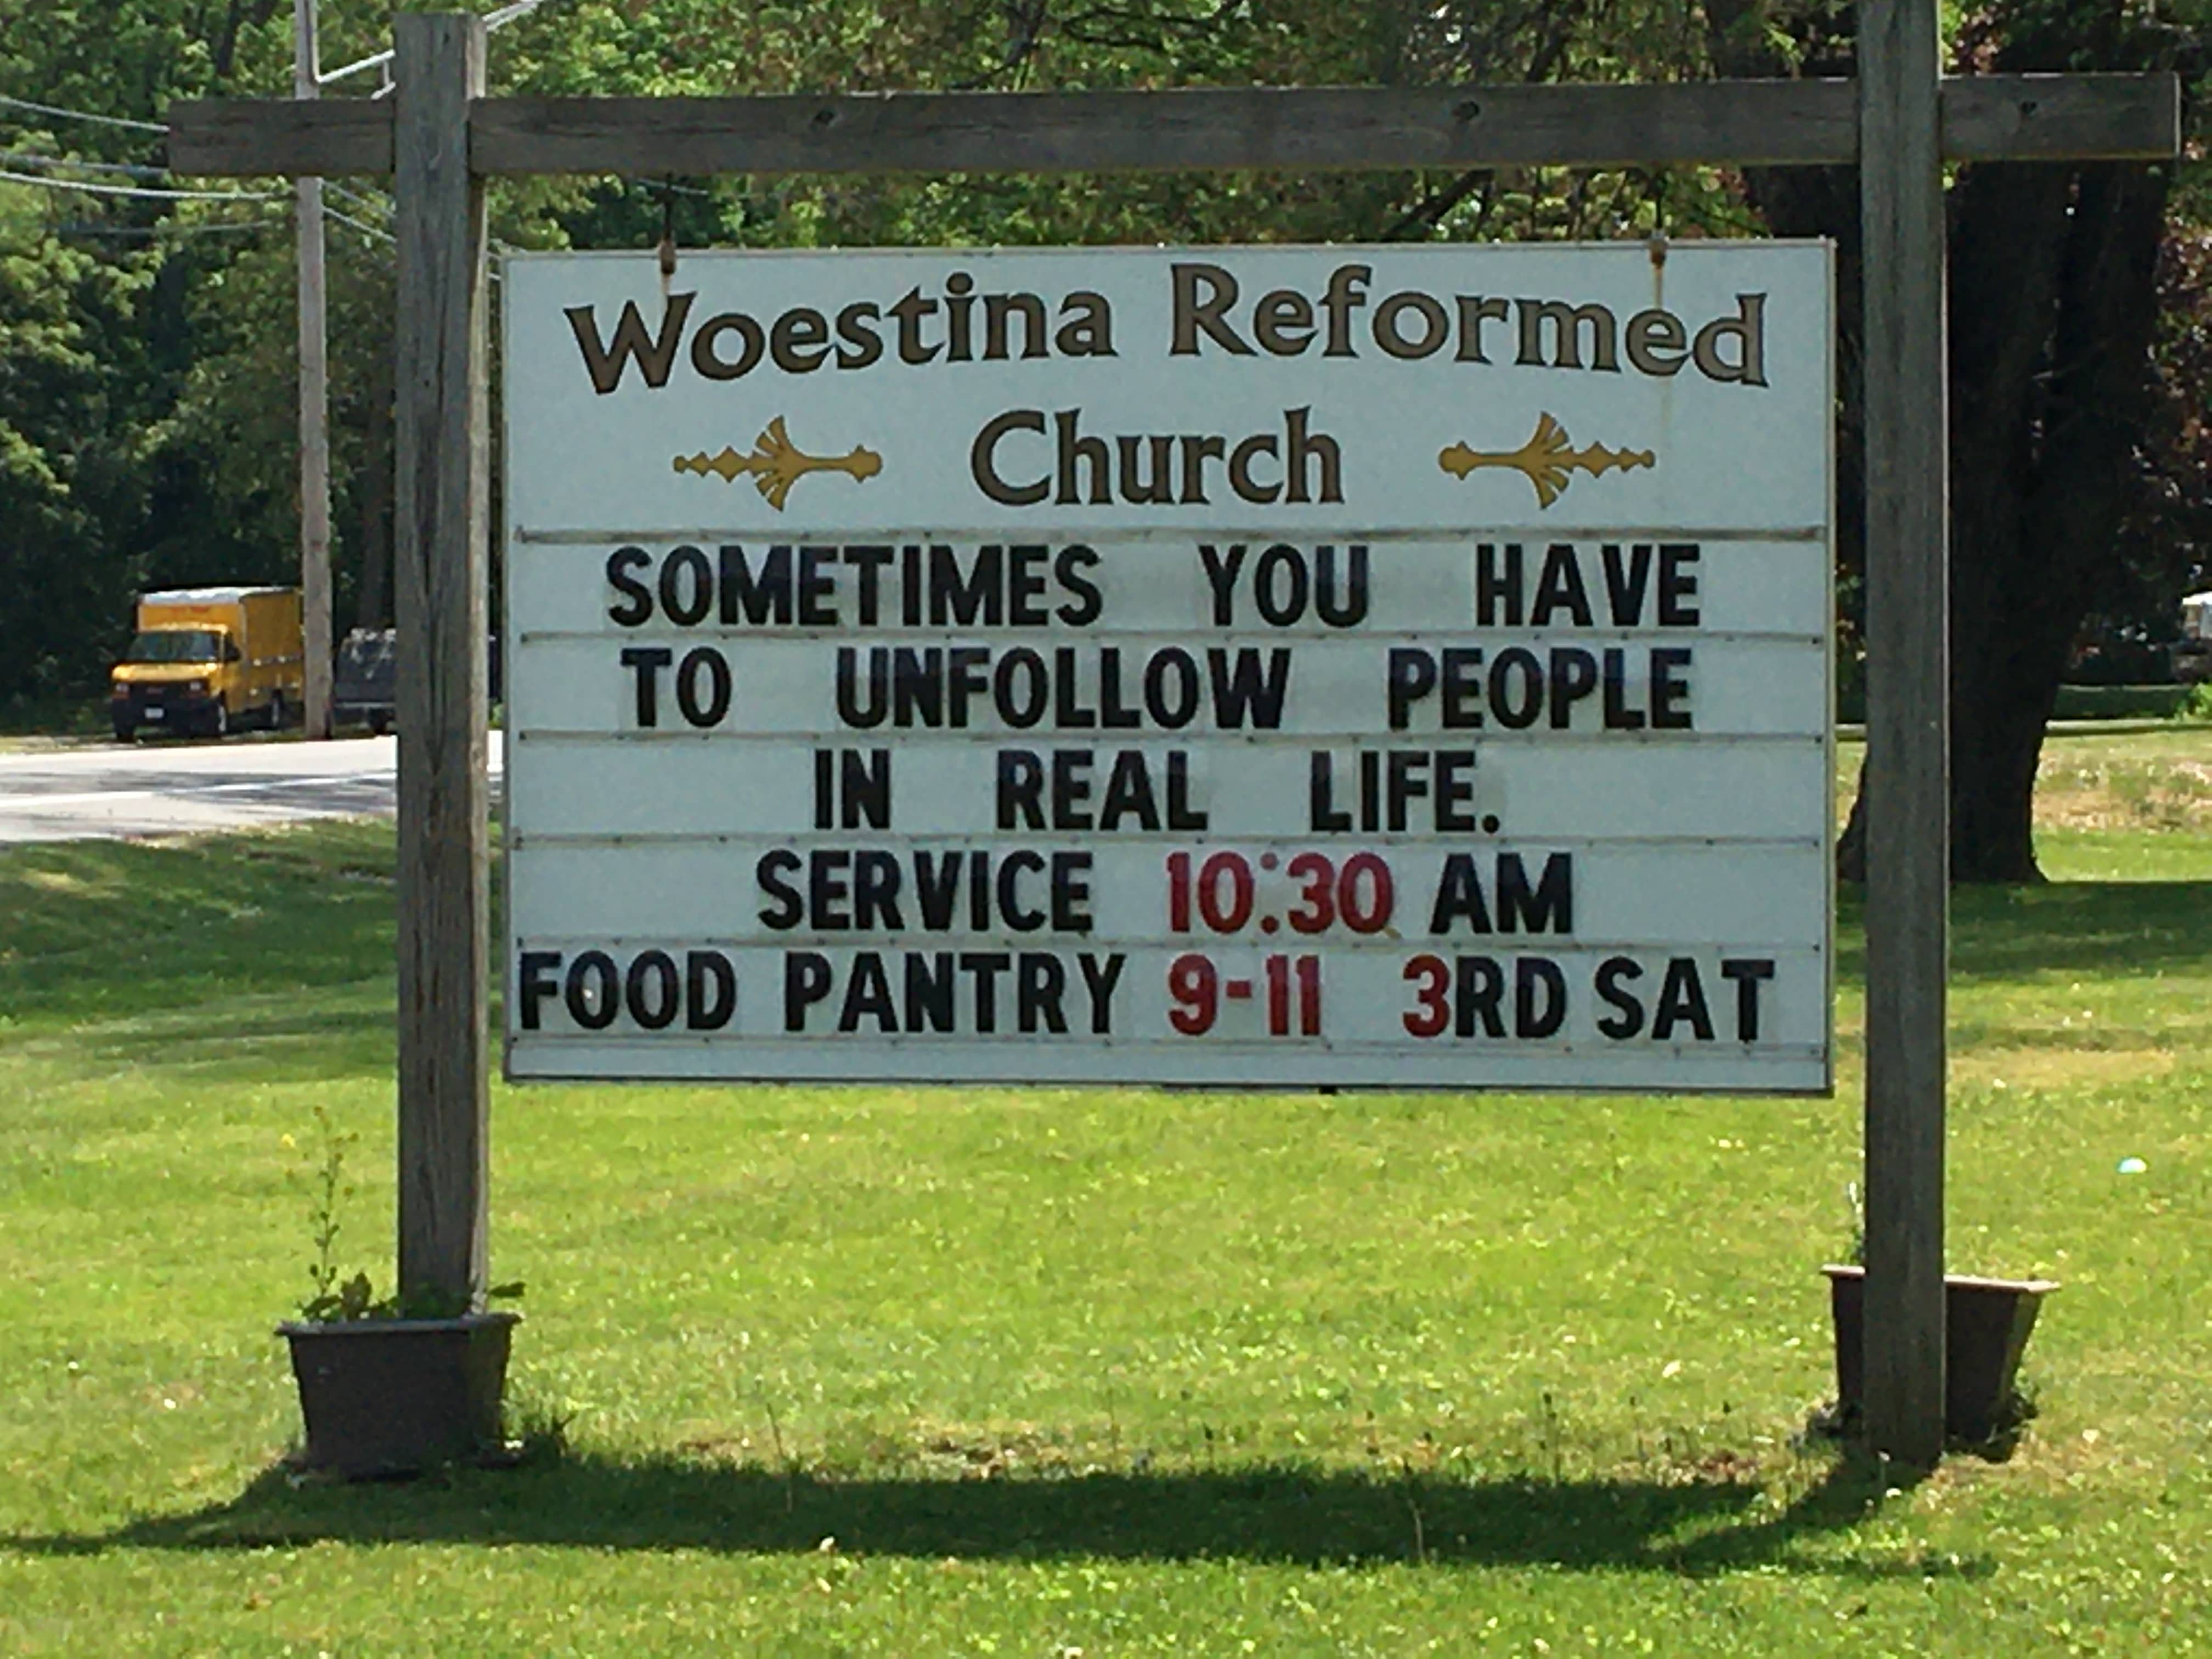 Woestina Reformed
Church
SOMETIMES YOU HAVE
TO UNFOLLOW PEOPLE
IN REAL LIFE.
SERVICE 10:30 AM
FOOD PANTRY 9-11 3RD SAT